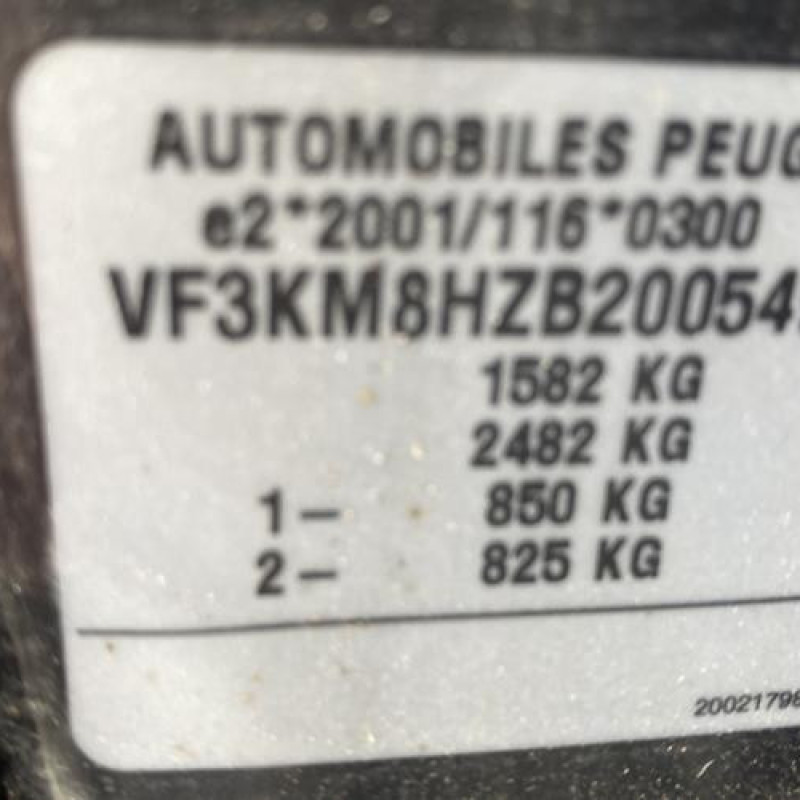 AUTOMOBILES PEUG
e2*2001/116*0300
VF3KM8HZB20054
1582 KG
2482 KG
1- 850 KG
2- 825 KG
20021798